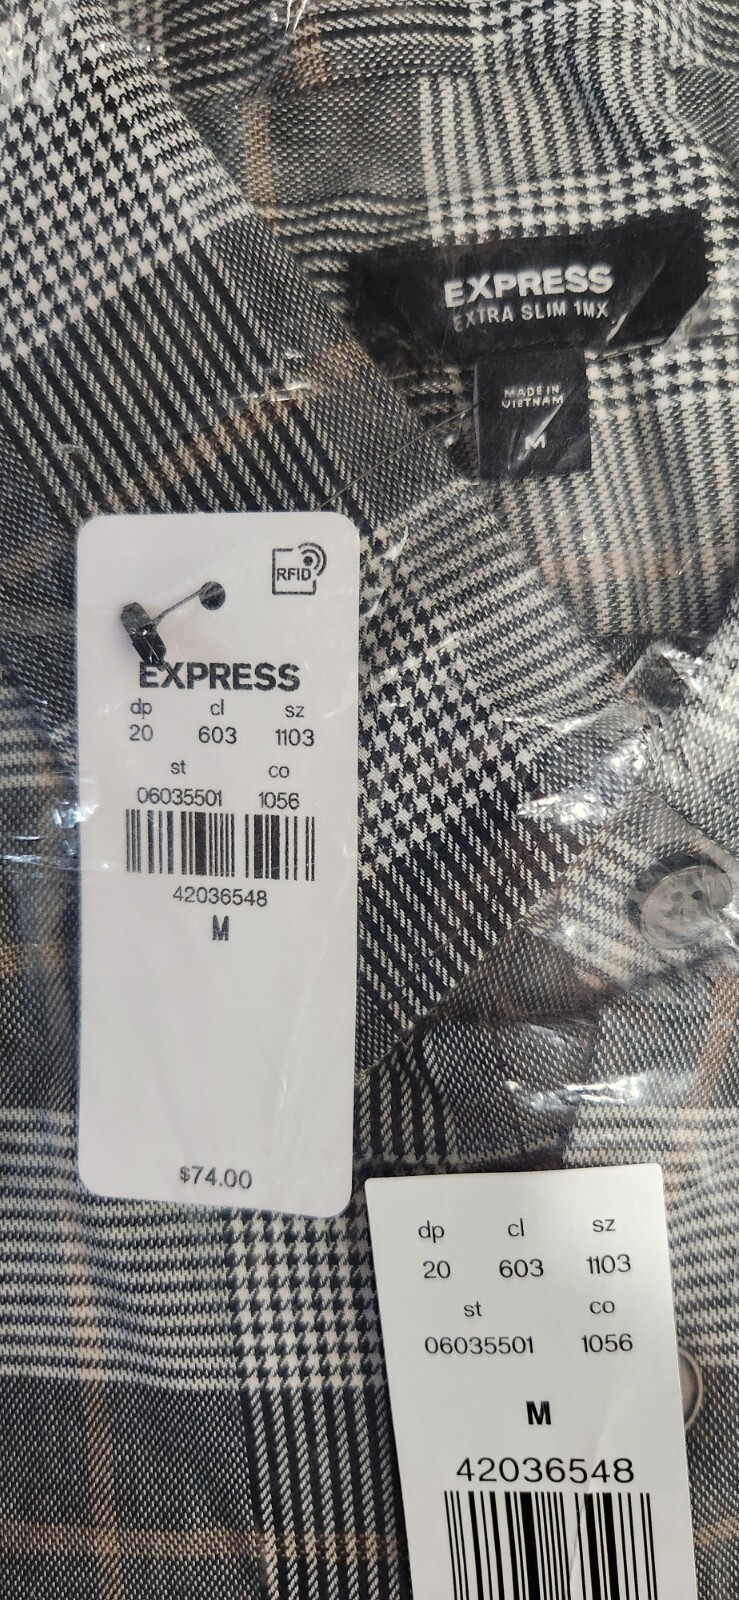 EXPRESS
EXTRA SLIM 1MX
MADE IN
VIETNAM
M
RFID
EXPRESS
dp cl sz
20 603 1103
st co
06035501 1056
42036548
M
$74.00
dp cl sz
20 603 1103
st co
06035501 1056
M
42036548